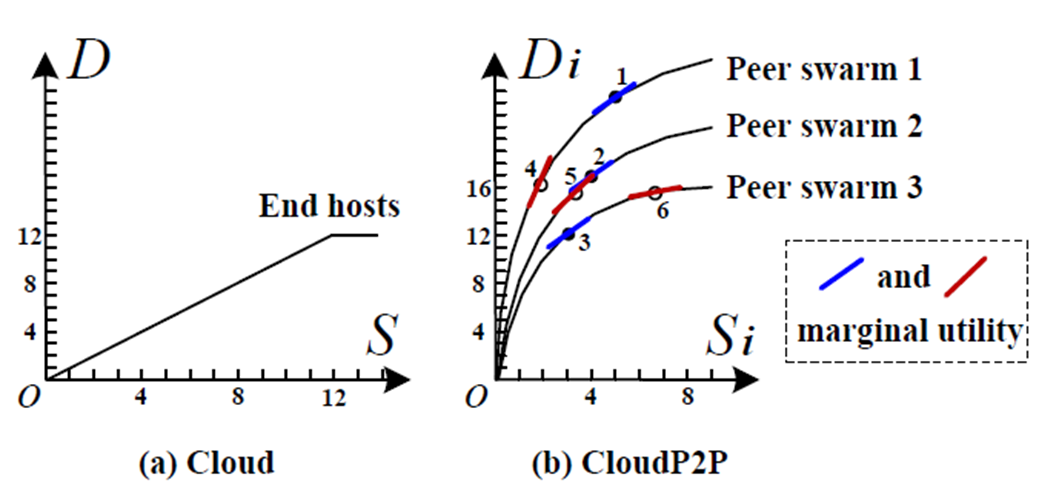 D
12
8
4
O
4
8
12
S
End hosts
(a) Cloud
Di
16
12
8
4
O
4
8
Si
1
2
3
4
5
6
Peer swarm 1
Peer swarm 2
Peer swarm 3
and
marginal utility
(b) CloudP2P